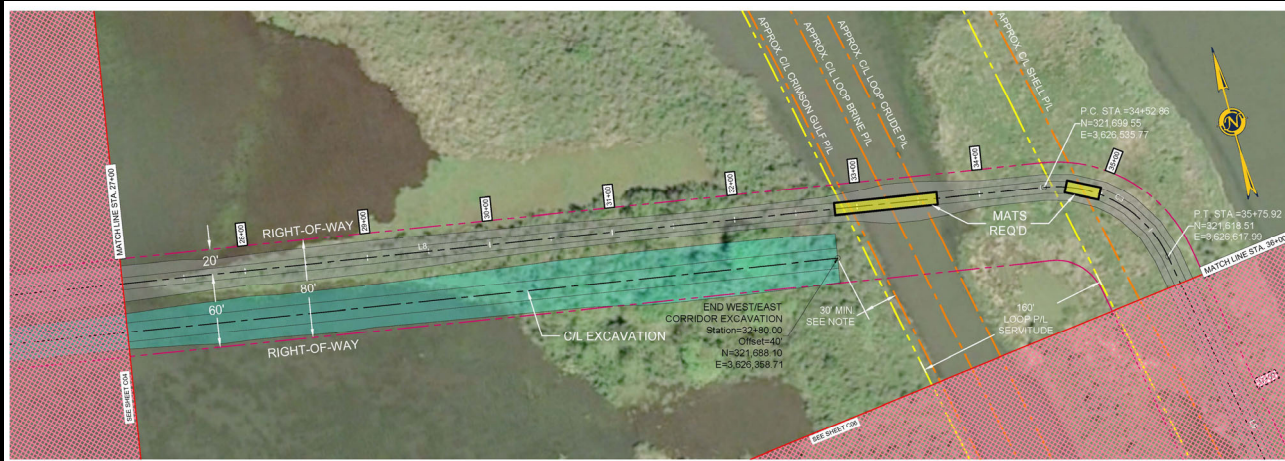 MATCH LINE STA. 27+00
SEE SHEET C04
28+00
29+00
30+00
31+00
32+00
33+00
34+00
35+00
RIGHT-OF-WAY
20'
80'
60'
L8
RIGHT-OF-WAY
C/L EXCAVATION
END WEST/EAST
CORRIDOR EXCAVATION
Station=32+80.00
Offset=40'
N=321,688.10
E=3,626,358.71
30' MIN
SEE NOTE
APPROX. C/L CRIMSON GULF P/L
APPROX. C/L LOOP BRINE P/L
APPROX. C/L LOOP CRUDE P/L
APPROX. C/L SHELL P/L
MATS
REQ'D
P.C. STA.=34+52.86
N=321,699.55
E=3,626,535.77
P.T. STA.=35+75.92
N=321,618.51
E=3,626,617.90
MATCH LINE STA. 36+00
160'
LOOP P/L
SERVITUDE
SEE SHEET C06
N